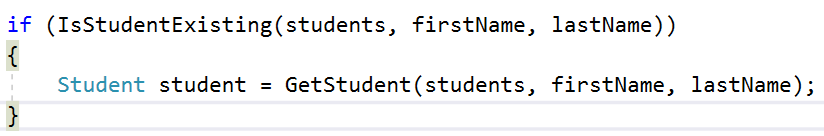 if (IsStudentExisting(students, firstName, lastName))
{
    Student student = GetStudent(students, firstName, lastName);
}